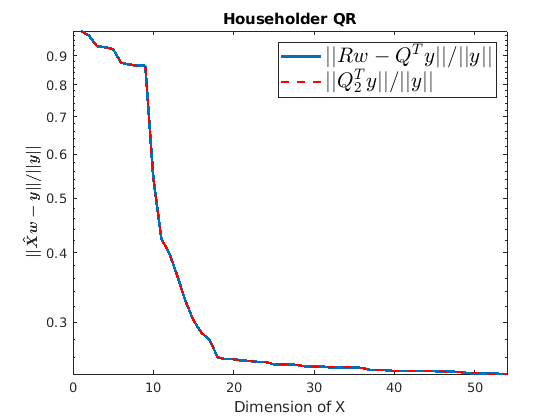 Householder QR
||Rw − Q^T y||/||y||
||Q_2^T y||/||y||
||X̂w − y||/||y||
0.9
0.8
0.7
0.6
0.5
0.4
0.3
0 10 20 30 40 50
Dimension of X